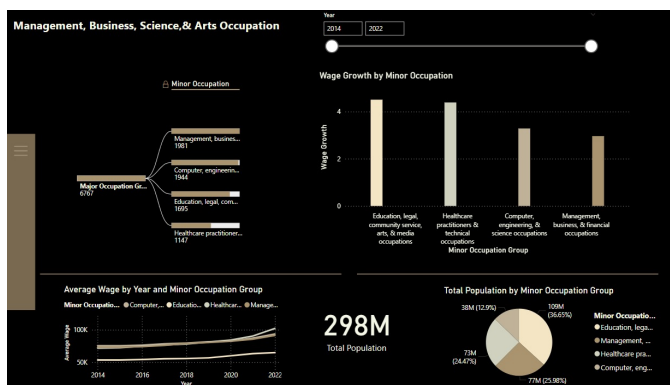 Management, Business, Science,& Arts Occupation
Year
2014
2022
Minor Occupation
Management, busines...
1981
Computer, engineerin...
1944
Education, legal, com...
1695
Healthcare practitioner...
1147
Major Occupation Gr...
6767
Wage Growth by Minor Occupation
Wage Growth
4
2
0
Education, legal,
community service,
arts, & media
occupations
Healthcare
practitioners &
technical
occupations
Computer,
engineering, &
science occupations
Management,
business, & financial
occupations
Minor Occupation Group
Average Wage by Year and Minor Occupation Group
Minor Occupatio...
Computer,...
Educatio...
Healthcar...
Manage...
Average Wage
100K
50K
2014
2016
2018
2020
2022
Year
298M
Total Population
Total Population by Minor Occupation Group
38M (12.9%)
109M
(36.65%)
73M
(24.47%)
77M (25.98%)
Minor Occupatio...
Education, lega...
Management, ...
Healthcare pra...
Computer, eng...